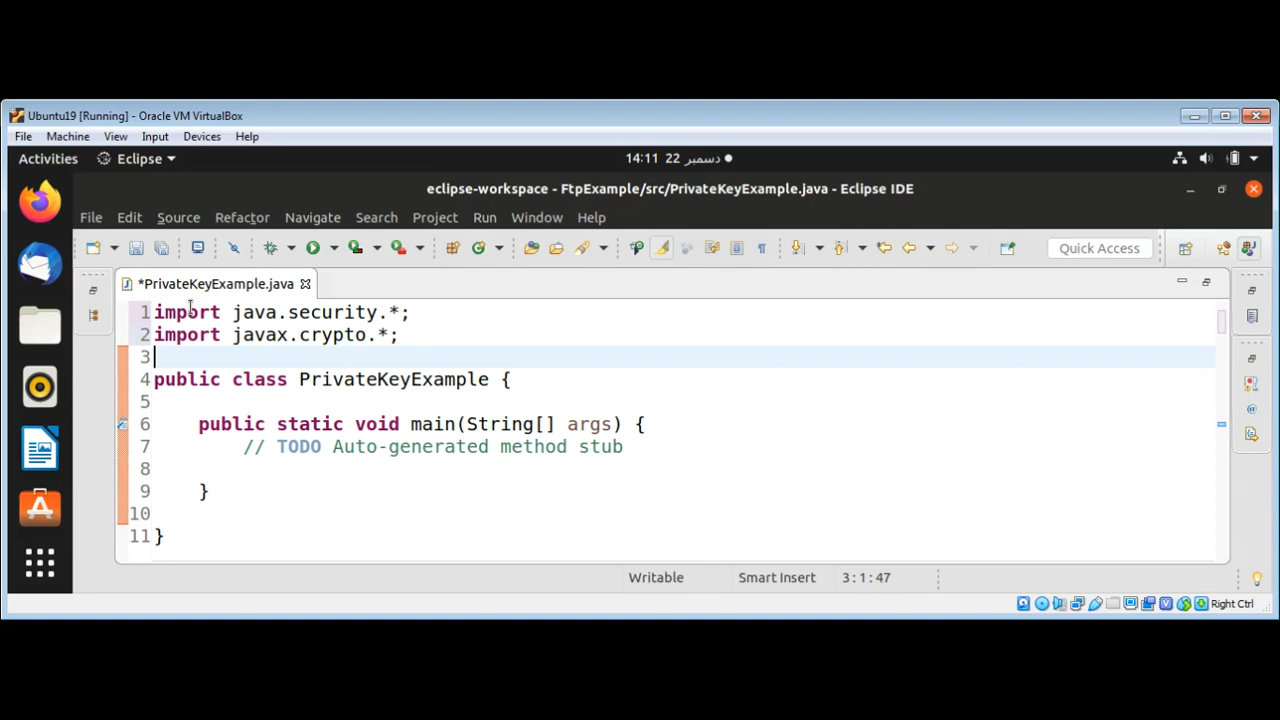 Ubuntu19 [Running] - Oracle VM VirtualBox
File Machine View Input Devices Help
Activities Eclipse 14:11 22 دسمبر
eclipse-workspace - FtpExample/src/PrivateKeyExample.java - Eclipse IDE
File Edit Source Refactor Navigate Search Project Run Window Help
Quick Access
*PrivateKeyExample.java
1 import java.security.*;
2 import javax.crypto.*;
3
4 public class PrivateKeyExample {
5
6 public static void main(String[] args) {
7 // TODO Auto-generated method stub
8
9 }
10
11 }
Writable Smart Insert 3 : 1 : 47
Right Ctrl